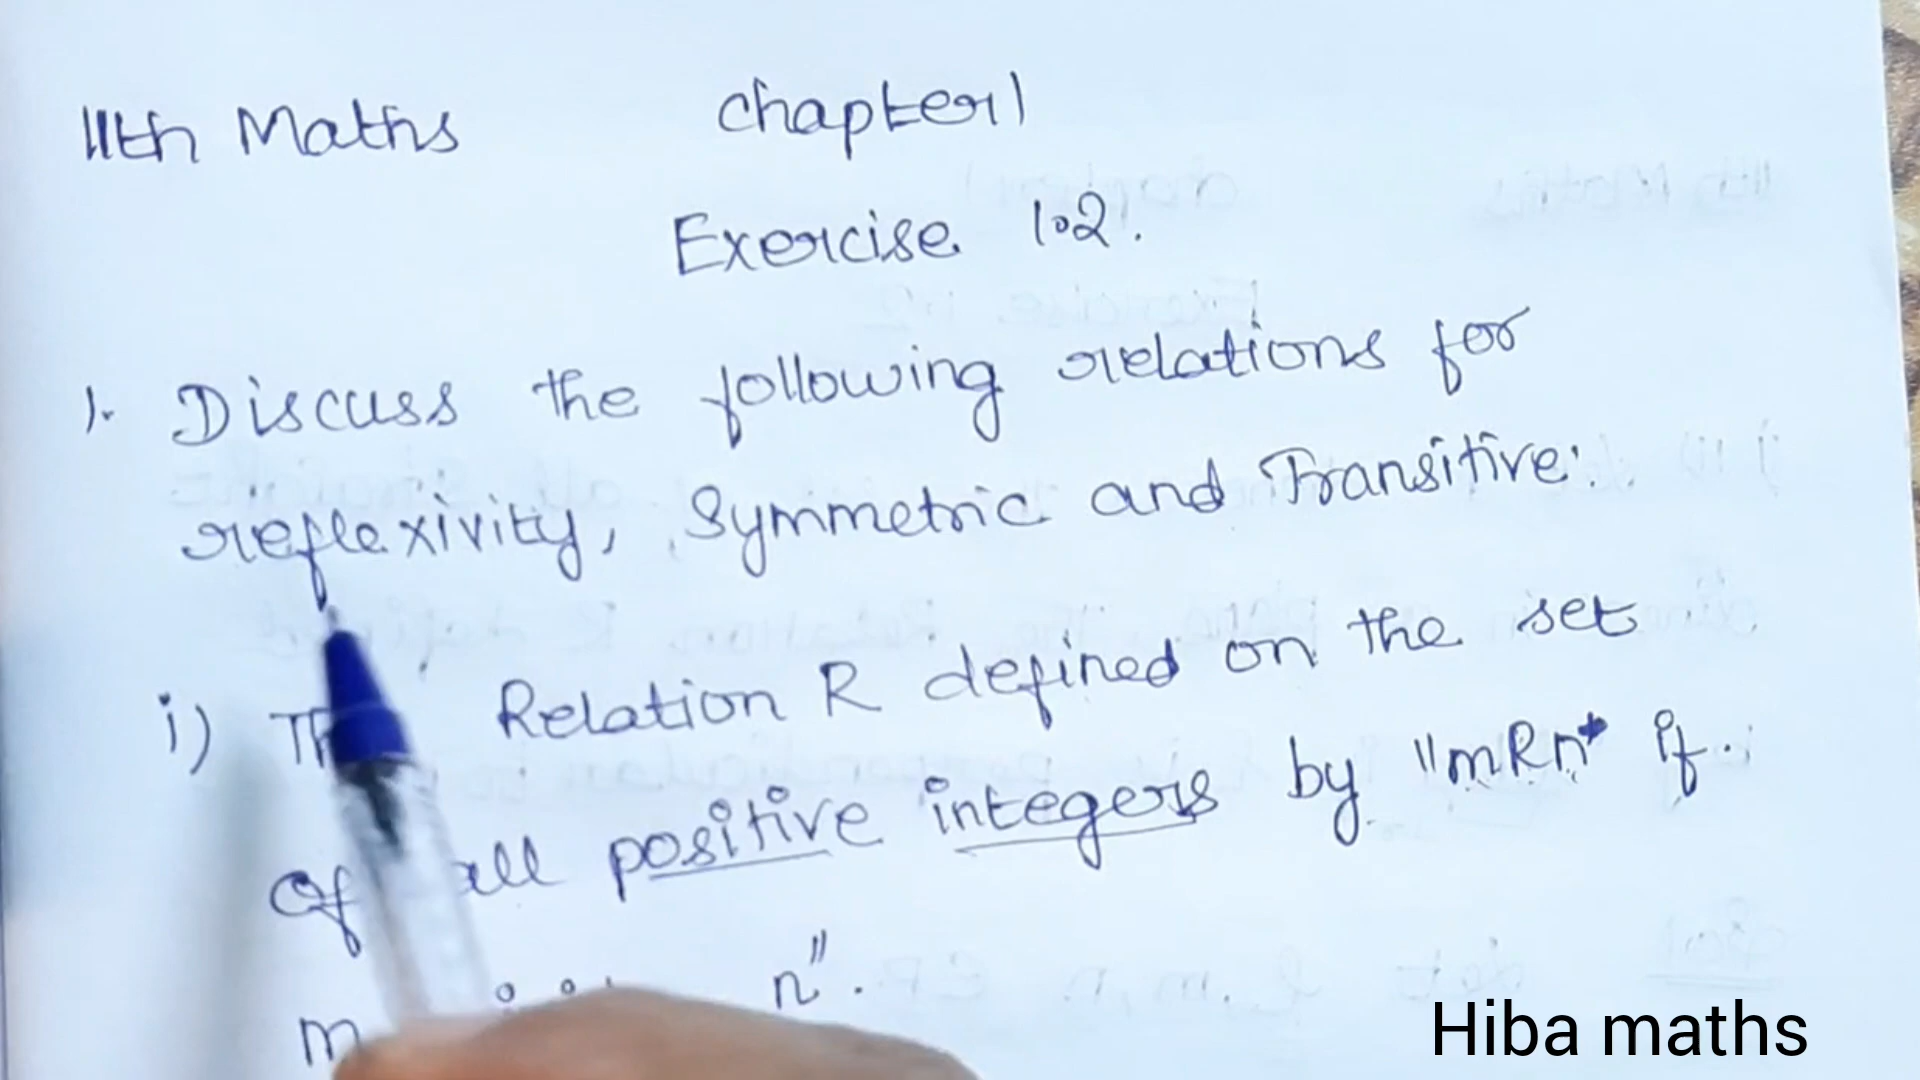 11th Maths chapter 1
Exercise 1.2.
1. Discuss the following relations for
reflexivity, Symmetric and Transitive:
i) Relation R defined on the set
of all positive integers by "mRn" if
m n".
Hiba maths